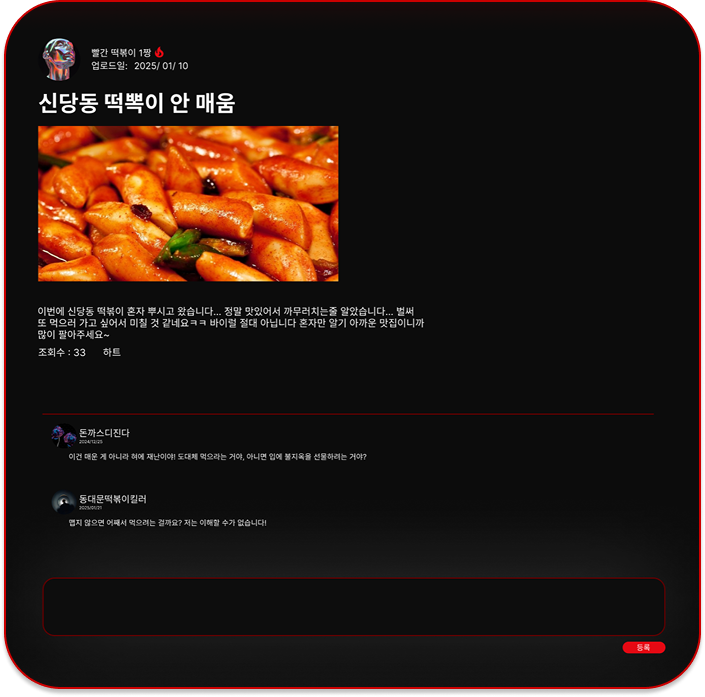 빨간 떡볶이 1짱
업로드일: 2025/ 01/ 10
신당동 떡뽁이 안 매움
이번에 신당동 떡볶이 혼자 뿌시고 왔습니다... 정말 맛있어서 까무러치는줄 알았습니다... 벌써
또 먹으러 가고 싶어서 미칠 것 같네요ㅋㅋ 바이럴 절대 아닙니다 혼자만 알기 아까운 맛집이니까
많이 팔아주세요~
조회수 : 33 하트
돈까스디진다
2024/12/25
이건 매운 게 아니라 혀에 재난이야! 도대체 먹으라는 거야, 아니면 입에 불지옥을 선물하려는 거야?
동대문떡볶이킬러
2025/01/21
맵지 않으면 어째서 먹으려는 걸까요? 저는 이해할 수가 없습니다!
등록